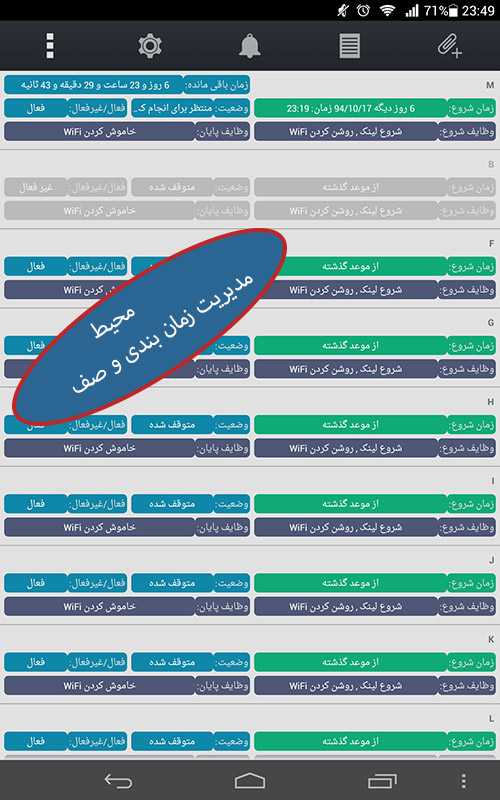 71% 23:49
M
زمان باقی مانده: 6 روز و 23 ساعت و 29 دقیقه و 43 ثانیه
زمان شروع: 6 روز دیگه 94/10/17 زمان: 23:19 وضعیت: منتظر برای انجام ک... فعال/غیرفعال: فعال
وظایف شروع: شروع لینک , روشن کردن WiFi وظایف پایان: خاموش کردن WiFi
B
زمان شروع: از موعد گذشته وضعیت: متوقف شده فعال/غیرفعال: غیر فعال
وظایف شروع: شروع لینک , روشن کردن WiFi وظایف پایان: خاموش کردن WiFi
F
زمان شروع: از موعد گذشته فعال/غیرفعال: فعال
وظایف شروع: شروع لینک , روشن کردن WiFi
محیط
مدیریت زمان بندی و صف
G
زمان شروع: از موعد گذشته وضعیت:
وظایف شروع: شروع لینک , روشن کردن WiFi وظایف پایان:
H
زمان شروع: از موعد گذشته وضعیت: متوقف شده فعال/غیرفعال:
وظایف شروع: شروع لینک , روشن کردن WiFi وظایف پایان: خاموش کردن WiFi
I
زمان شروع: از موعد گذشته وضعیت: متوقف شده فعال/غیرفعال: فعال
وظایف شروع: شروع لینک , روشن کردن WiFi وظایف پایان: خاموش کردن WiFi
J
زمان شروع: از موعد گذشته وضعیت: متوقف شده فعال/غیرفعال: فعال
وظایف شروع: شروع لینک , روشن کردن WiFi وظایف پایان: خاموش کردن WiFi
K
زمان شروع: از موعد گذشته وضعیت: متوقف شده فعال/غیرفعال: فعال
وظایف شروع: شروع لینک , روشن کردن WiFi وظایف پایان: خاموش کردن WiFi
L
زمان شروع: از موعد گذشته وضعیت: متوقف شده فعال/غیرفعال: فعال